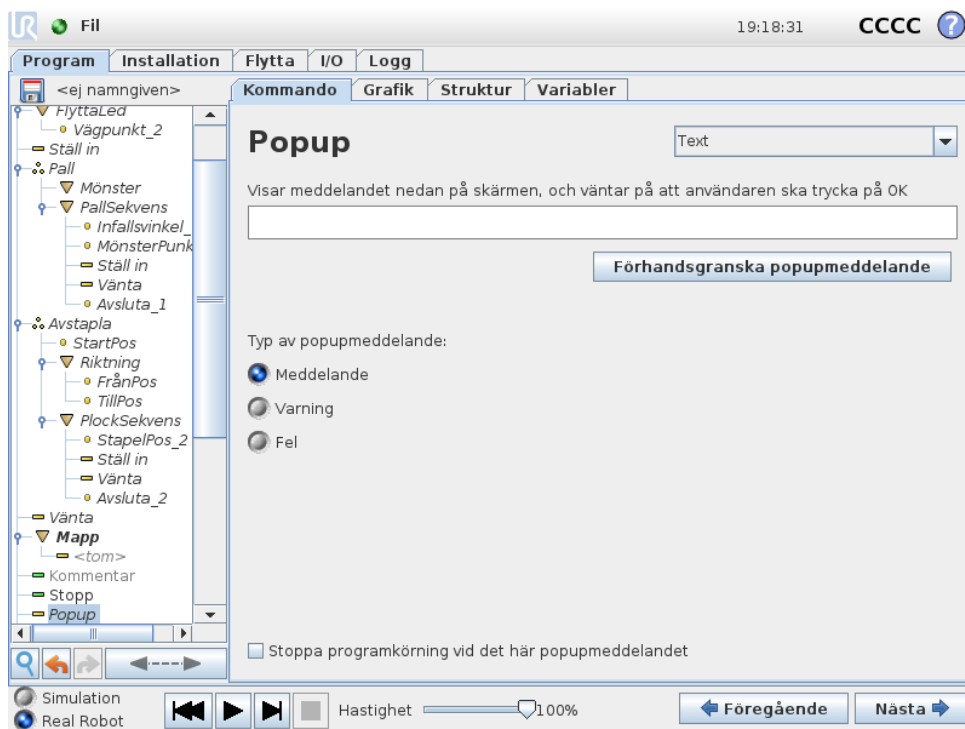 UR Fil 19:18:31 CCCC ?
Program Installation Flytta I/O Logg
<ej namngiven>
Kommando Grafik Struktur Variabler
FlyttaLed
Vägpunkt_2
Ställ in
Pall
Mönster
PallSekvens
Infallsvinkel_
MönsterPunk
Ställ in
Vänta
Avsluta_1
Avstapla
StartPos
Riktning
FrånPos
TillPos
PlockSekvens
StapelPos_2
Ställ in
Vänta
Avsluta_2
Vänta
Mapp
<tom>
Kommentar
Stopp
Popup
Popup
Text
Visar meddelandet nedan på skärmen, och väntar på att användaren ska trycka på OK
Förhandsgranska popupmeddelande
Typ av popupmeddelande:
Meddelande
Varning
Fel
Stoppa programkörning vid det här popupmeddelandet
Simulation
Real Robot
Hastighet 100%
Föregående
Nästa